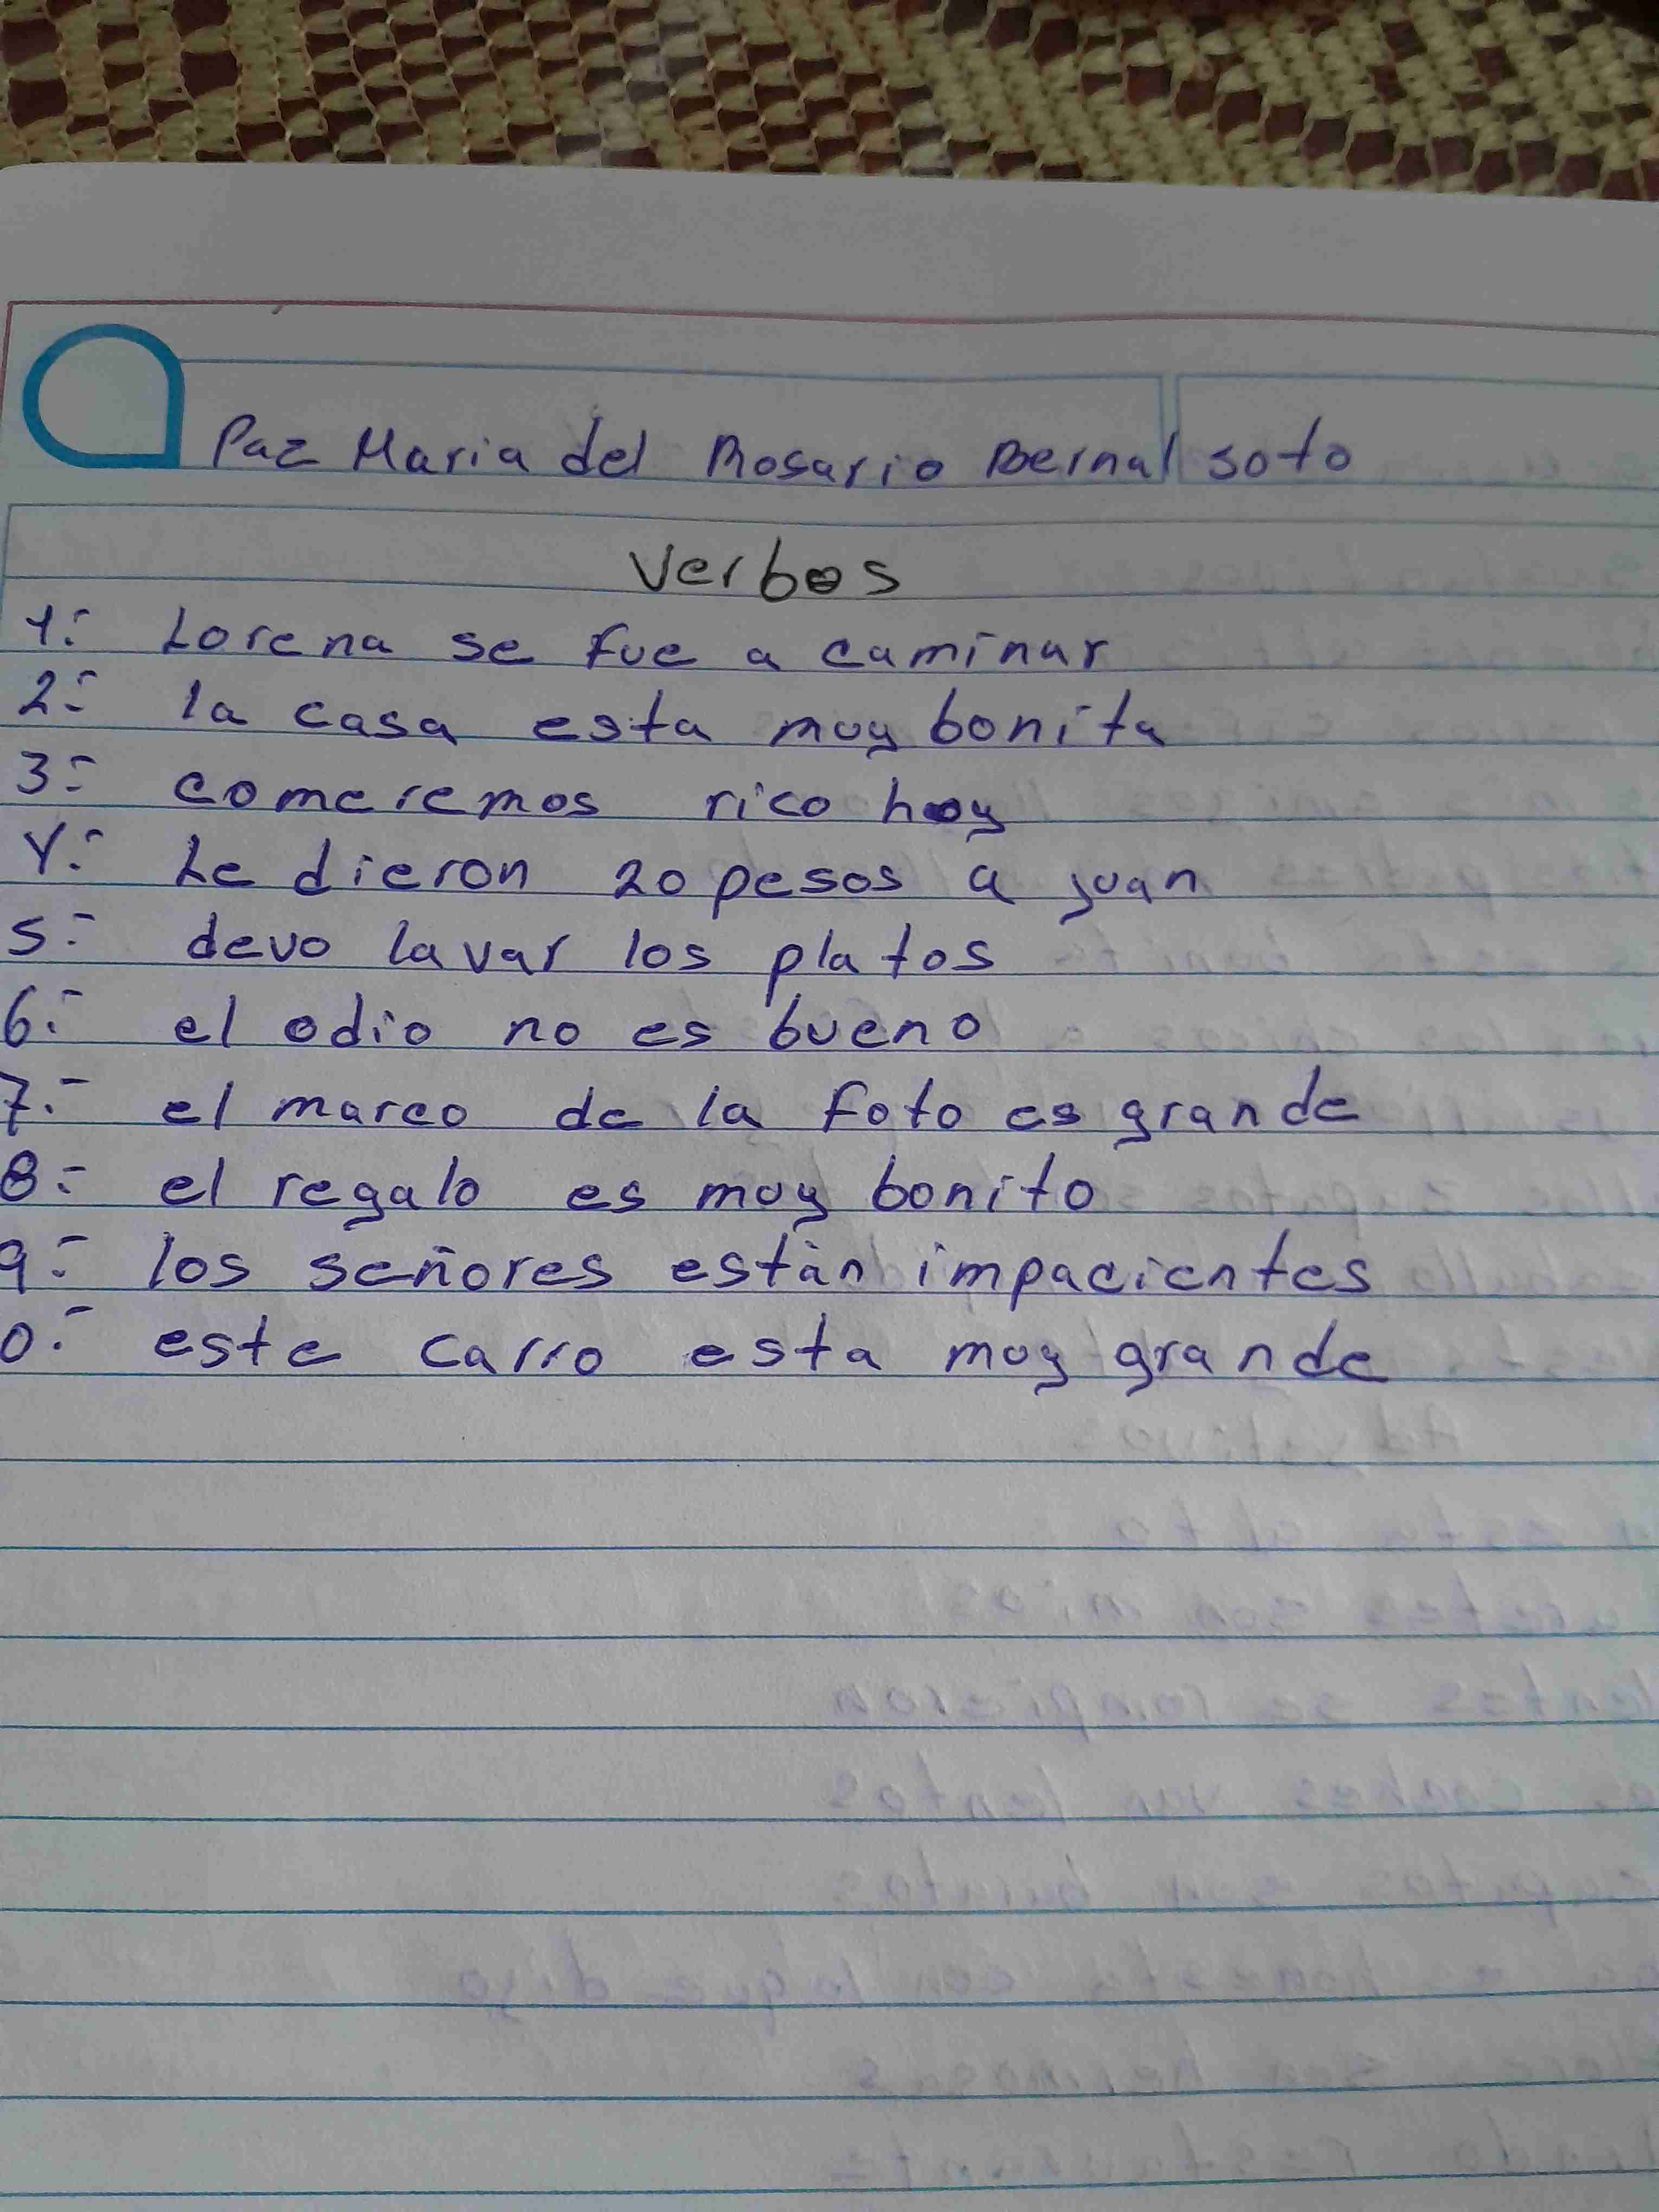 Paz Maria del Rosario Bernal soto
Verbos
1.- Lorena se fue a caminar
2.- la casa esta muy bonita
3.- comeremos rico hoy
4.- Le dieron 20 pesos a juan
5.- devo lavar los platos
6.- el odio no es bueno
7.- el marco de la foto es grande
8.- el regalo es muy bonito
9.- los señores están impacientes
0.- este carro esta muy grande